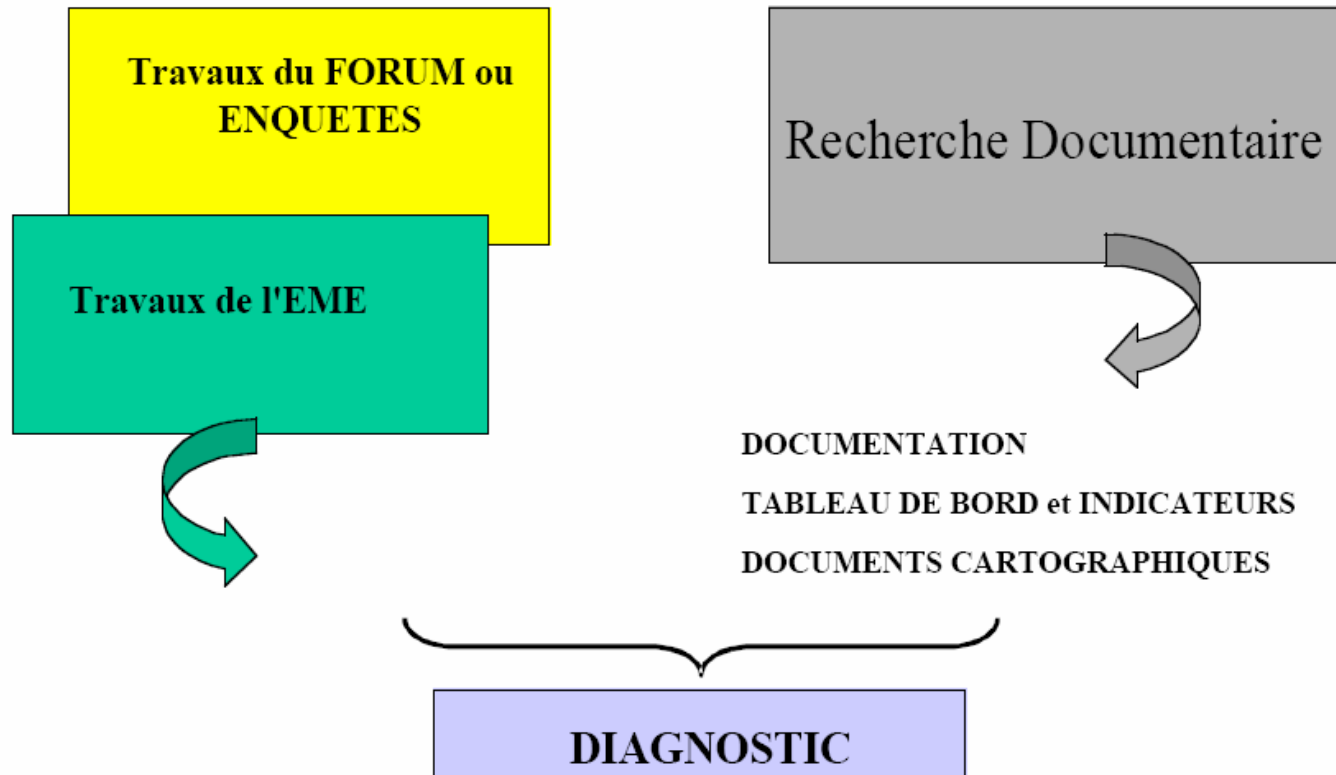 Travaux du FORUM ou
ENQUETES
Recherche Documentaire
Travaux de l'EME
DOCUMENTATION
TABLEAU DE BORD et INDICATEURS
DOCUMENTS CARTOGRAPHIQUES
DIAGNOSTIC